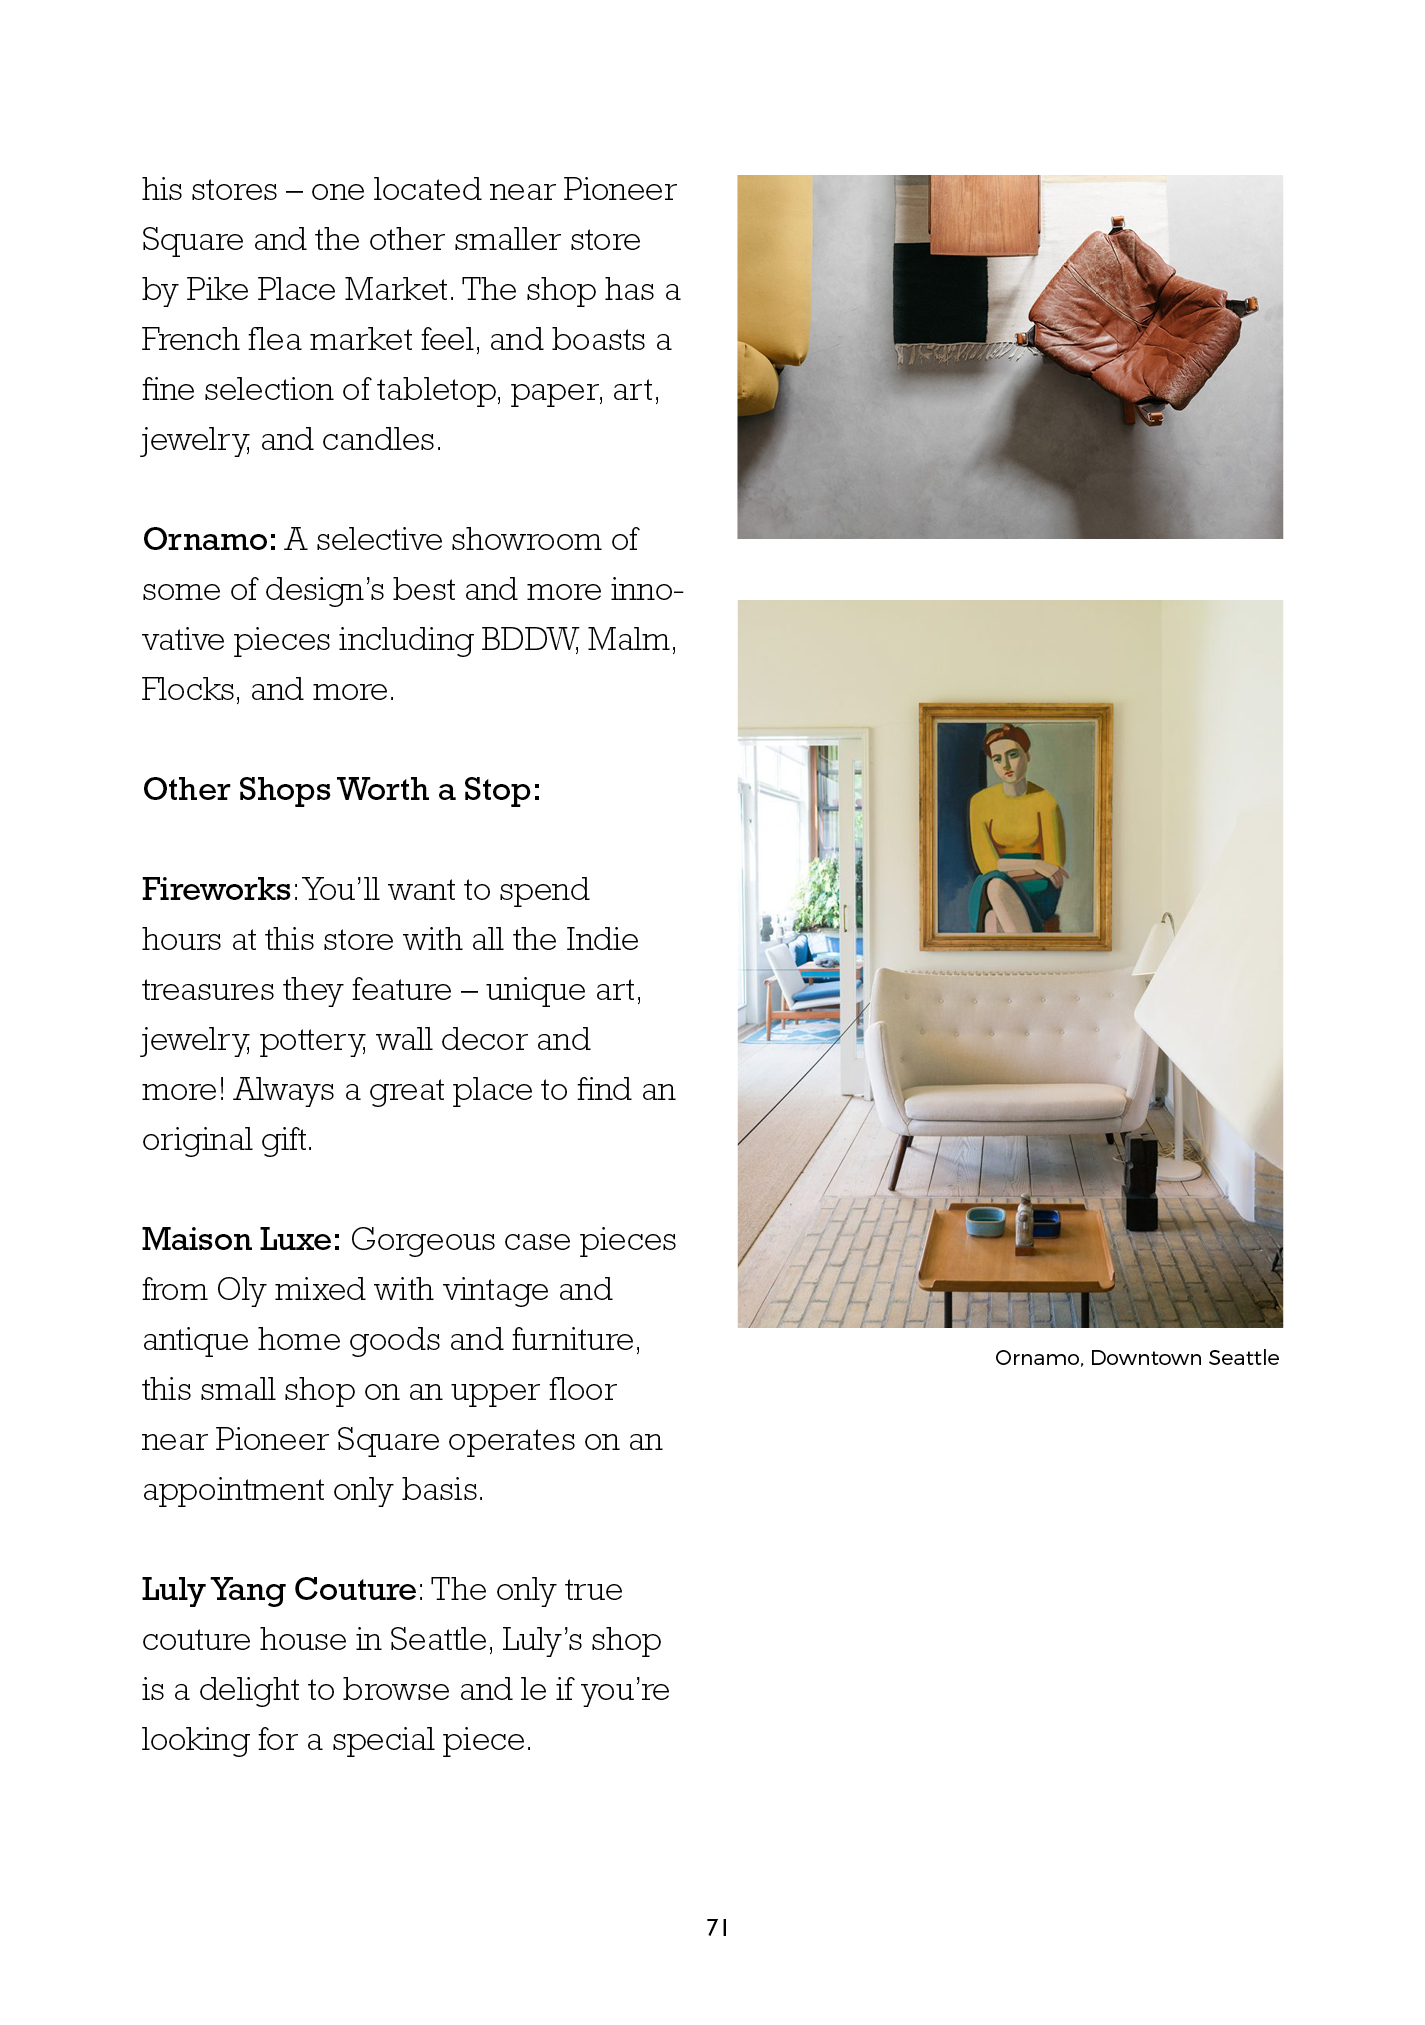 his stores – one located near Pioneer
Square and the other smaller store
by Pike Place Market. The shop has a
French flea market feel, and boasts a
fine selection of tabletop, paper, art,
jewelry, and candles.
Ornamo: A selective showroom of
some of design’s best and more inno-
vative pieces including BDDW, Malm,
Flocks, and more.
Other Shops Worth a Stop:
Fireworks: You’ll want to spend
hours at this store with all the Indie
treasures they feature – unique art,
jewelry, pottery, wall decor and
more! Always a great place to find an
original gift.
Maison Luxe: Gorgeous case pieces
from Oly mixed with vintage and
antique home goods and furniture,
this small shop on an upper floor
near Pioneer Square operates on an
appointment only basis.
Luly Yang Couture: The only true
couture house in Seattle, Luly’s shop
is a delight to browse and le if you’re
looking for a special piece.
Ornamo, Downtown Seattle
71